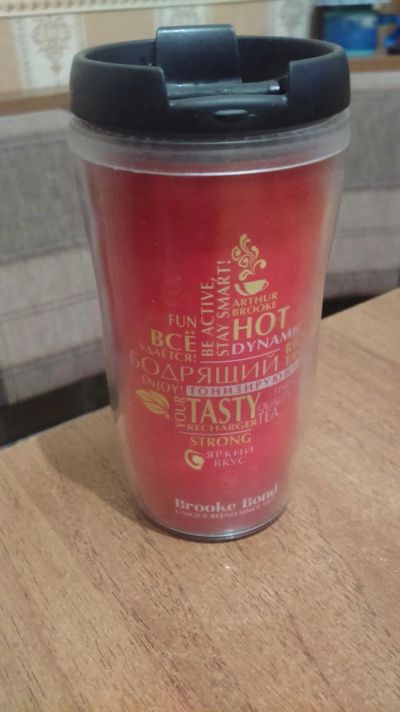 BE ACTIVE,
STAY SMART!
ARTHUR
BROOKE
FUN
HOT
ВСЁ
УДАЕТСЯ!
DYNAMIC
БОДРЯЩИЙ
ENJOY!
YOUR
TASTY
TEA
RECHARGER
STRONG
ЯРКИЙ
ВКУС
Brooke Bond
UNIQUE BLEND SINCE